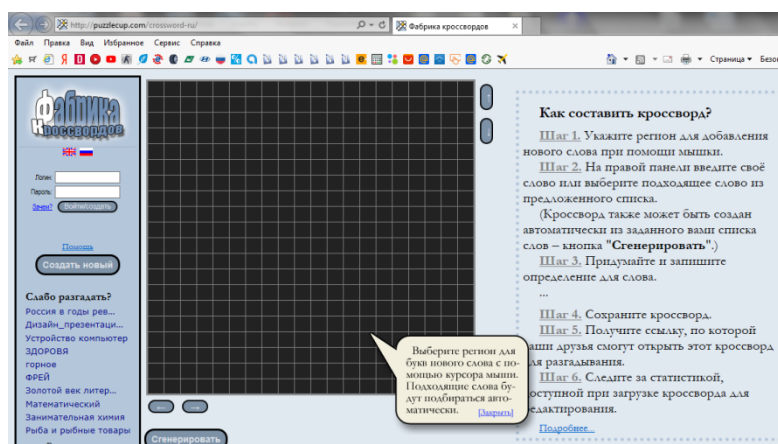 http://puzzlecup.com/crossword-ru/
Фабрика кроссвордов
Файл Правка Вид Избранное Сервис Справка
Страница
Фабрика
Кроссвордов
Логин:
Пароль:
Зачем? Войти/создать
Помощь
Создать новый
Слабо разгадать?
Россия в годы рев...
Дизайн_презентаци...
Устройство компьютер
ЗДОРОВЯ
горное
ФРЕЙ
Золотой век литер...
Математический
Занимательная химия
Рыба и рыбные товары
Сгенерировать
Выберите регион для
букв нового слова с по-
мощью курсора мыши.
Подходящие слова бу-
дут подбираться авто-
матически. [Закрыть]
Как составить кроссворд?
Шаг 1. Укажите регион для добавления
нового слова при помощи мышки.
Шаг 2. На правой панели введите своё
слово или выберите подходящее слово из
предложенного списка.
(Кроссворд также может быть создан
автоматически из заданного вами списка
слов – кнопка "Сгенерировать".)
Шаг 3. Придумайте и запишите
определение для слова.
...
Шаг 4. Сохраните кроссворд.
Шаг 5. Получите ссылку, по которой
ваши друзья смогут открыть этот кроссворд
для разгадывания.
Шаг 6. Следите за статистикой,
доступной при загрузке кроссворда для
редактирования.
Подробнее...